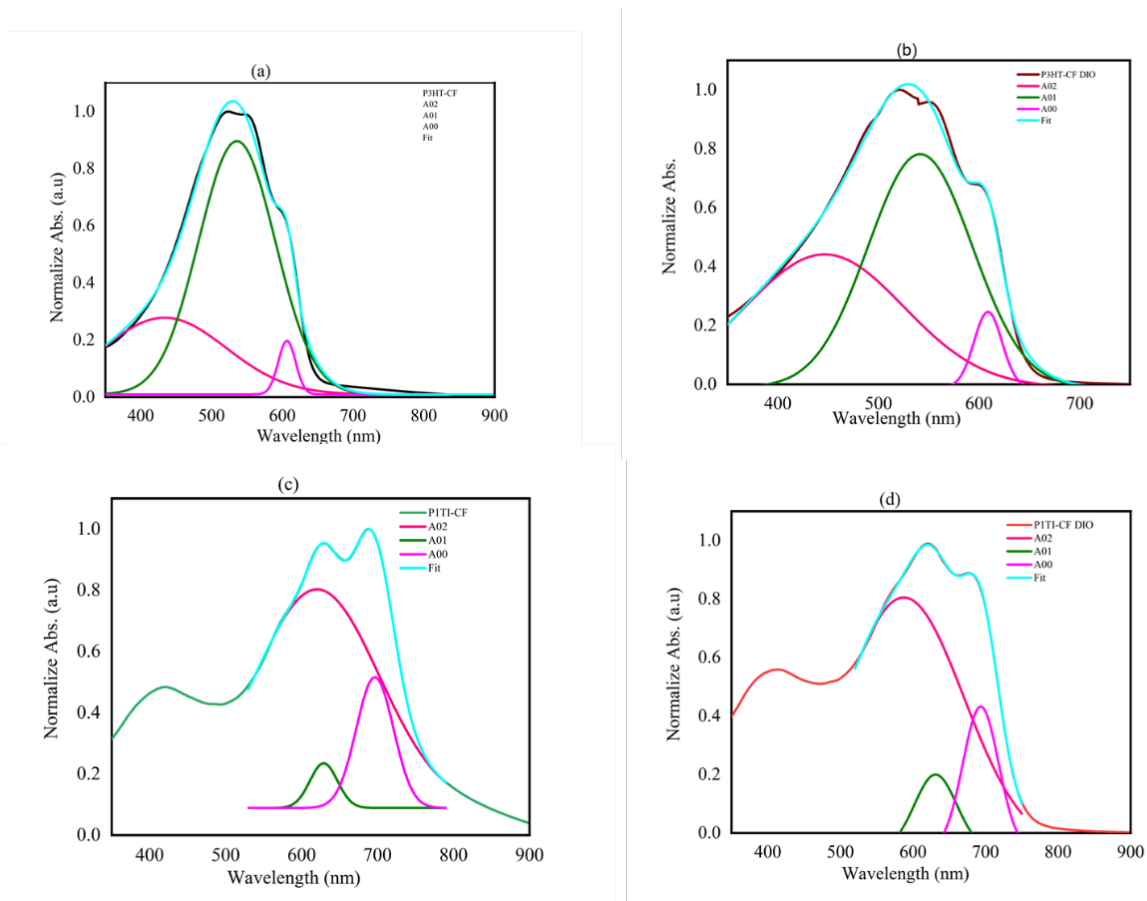 (a)
P3HT-CF
A02
A01
A00
Fit
1.0
0.8
0.6
0.4
0.2
0.0
Normalize Abs. (a.u)
400 500 600 700 800 900
Wavelength (nm)
(b)
P3HT-CF DIO
A02
A01
A00
Fit
1.0
0.8
0.6
0.4
0.2
0.0
Normalize Abs.
400 500 600 700
Wavelength (nm)
(c)
P1TI-CF
A02
A01
A00
Fit
1.0
0.8
0.6
0.4
0.2
0.0
Normalize Abs. (a.u)
400 500 600 700 800 900
Wavelength (nm)
(d)
P1TI-CF DIO
A02
A01
A00
Fit
1.0
0.8
0.6
0.4
0.2
0.0
Normalize Abs. (a.u)
400 500 600 700 800 900
Wavelength (nm)